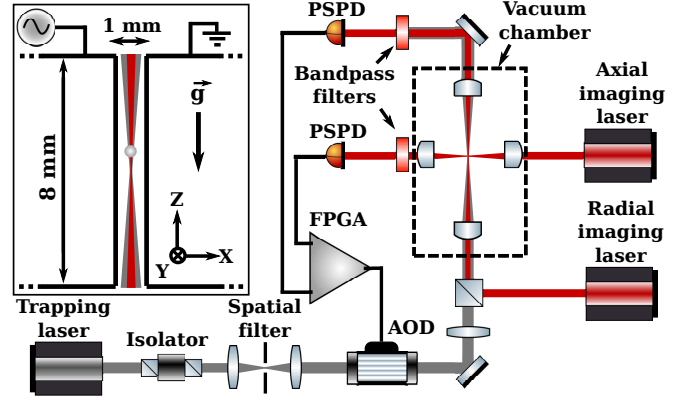 1 mm
g
8 mm
Z
Y
X
PSPD
Vacuum
chamber
Bandpass
filters
Axial
imaging
laser
PSPD
FPGA
Radial
imaging
laser
Trapping
laser
Isolator
Spatial
filter
AOD